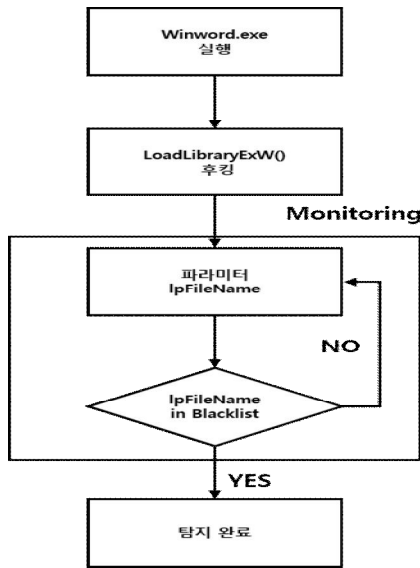 Winword.exe
실행
LoadLibraryExW()
후킹
Monitoring
파라미터
lpFileName
NO
lpFileName
in Blacklist
YES
탐지 완료